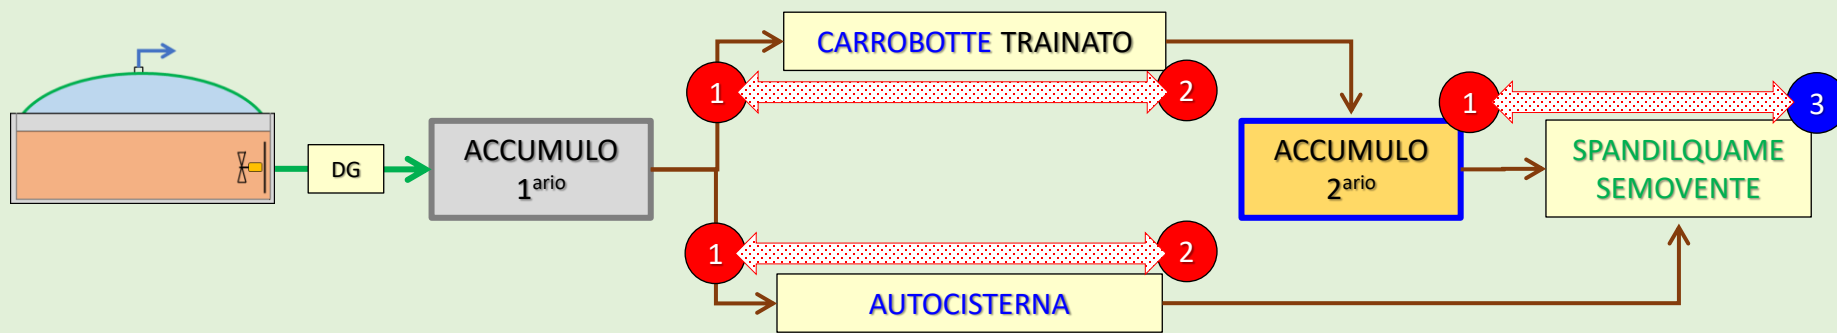 CARROBOTTE TRAINATO
1
2
1
3
DG
ACCUMULO
1ario
ACCUMULO
2ario
SPANDILQUAME
SEMOVENTE
1
2
AUTOCISTERNA